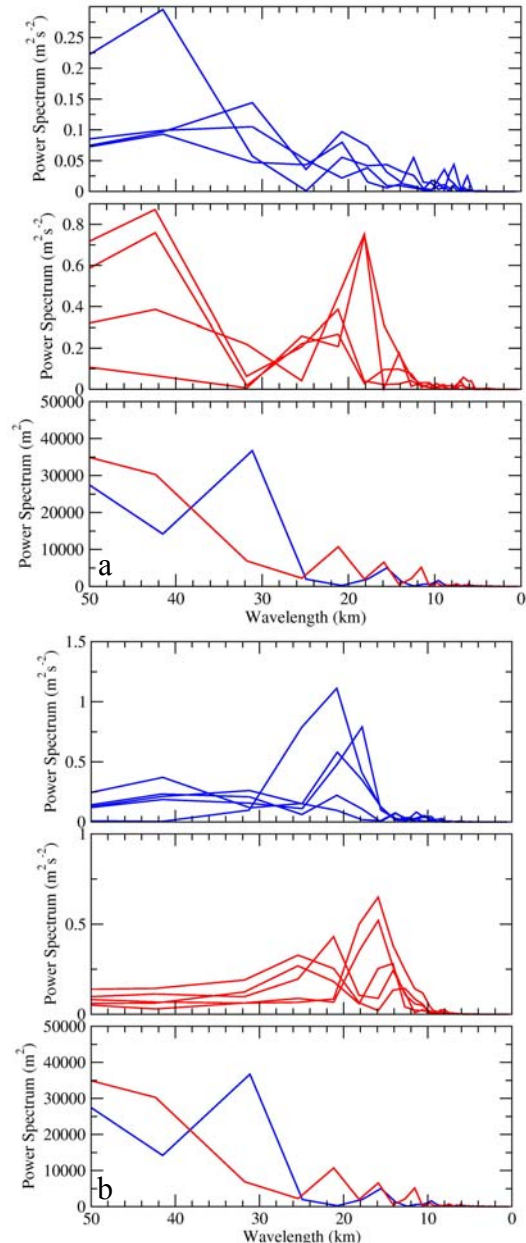 Power Spectrum (m²s⁻²)
0.25
0.2
0.15
0.1
0.05
0
Power Spectrum (m²s⁻²)
0.8
0.6
0.4
0.2
0
Power Spectrum (m²)
50000
40000
30000
20000
10000
0
a
50 40 30 20 10 0
Wavelength (km)
Power Spectrum (m²s⁻²)
1.5
1
0.5
0
Power Spectrum (m²s⁻²)
1
0.5
0
Power Spectrum (m²)
50000
40000
30000
20000
10000
0
b
50 40 30 20 10 0
Wavelength (km)